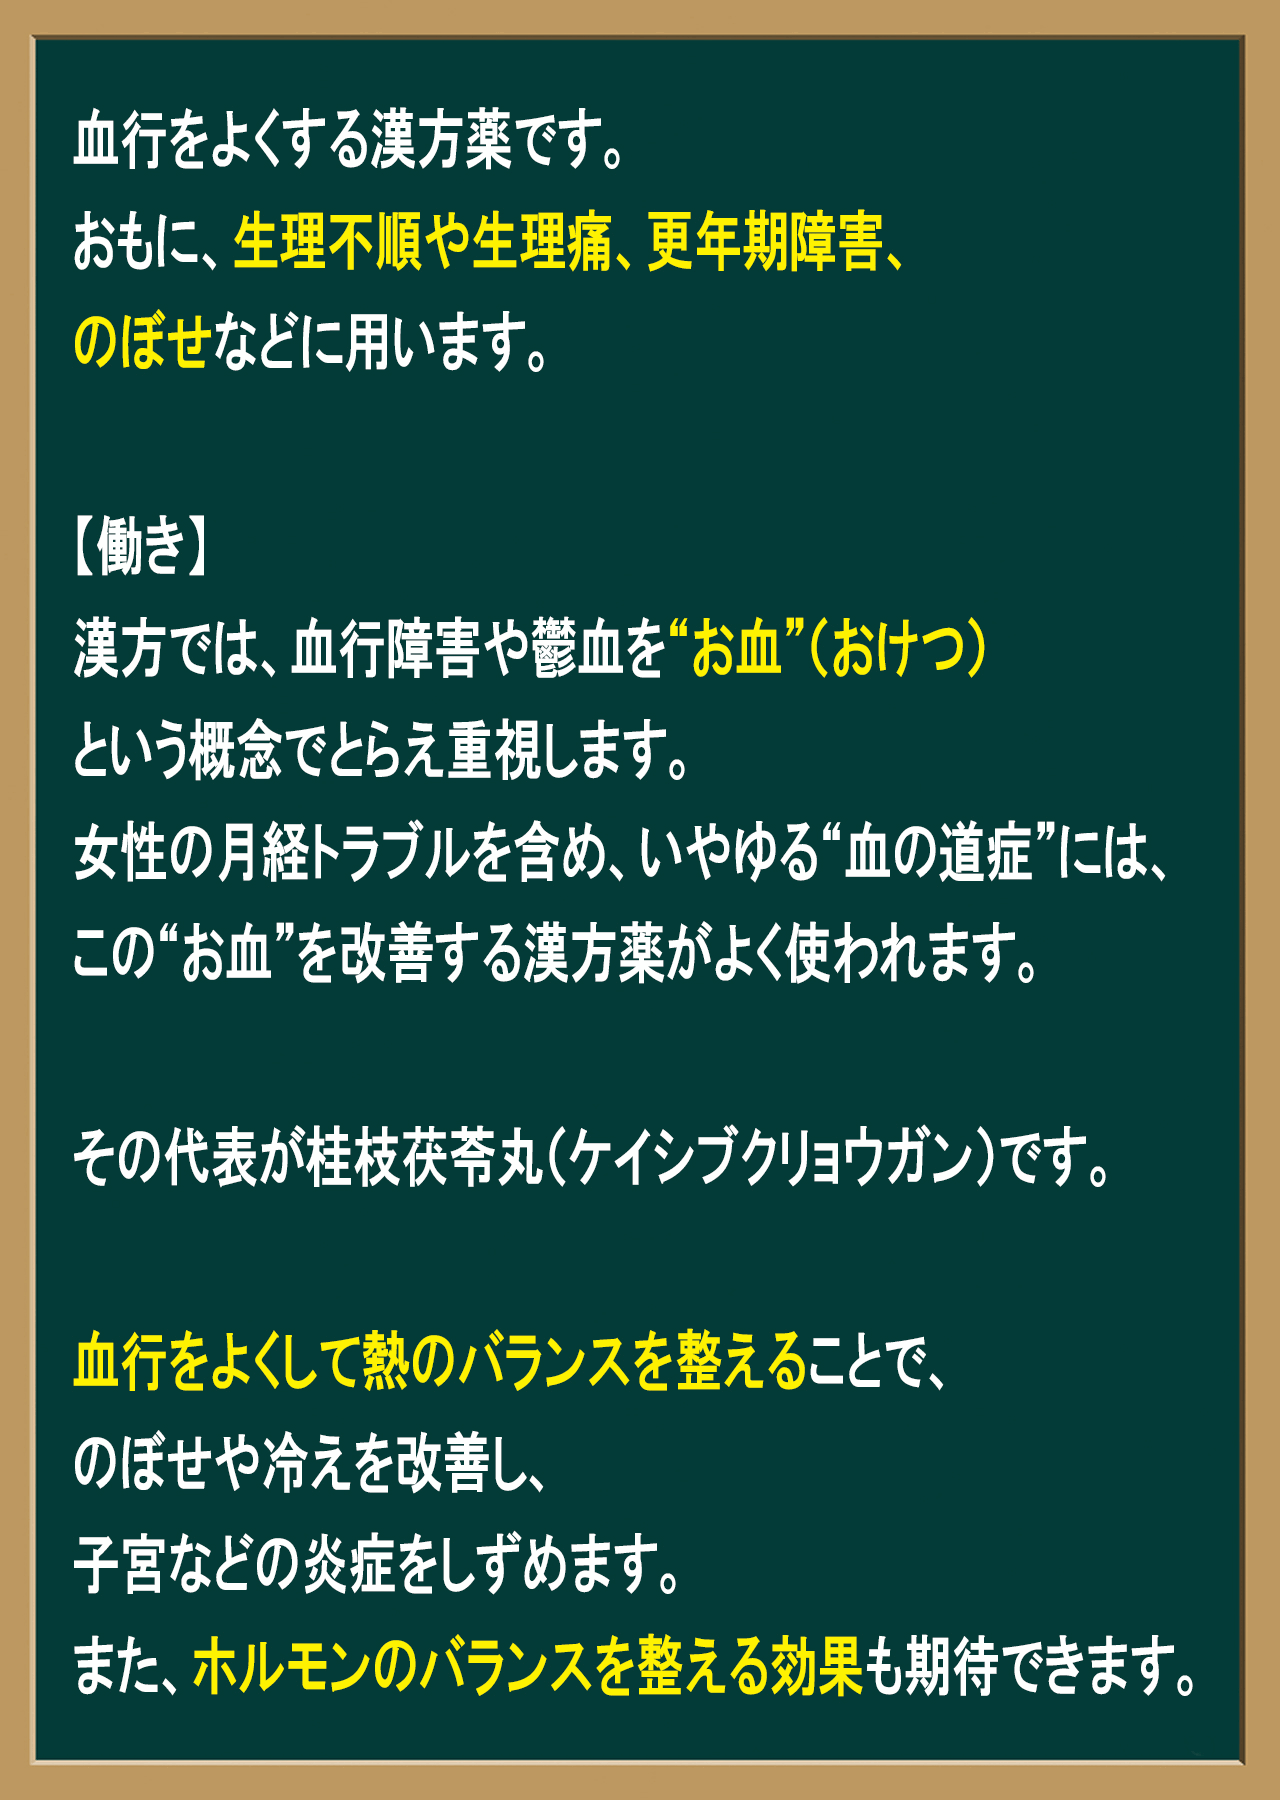 血行をよくする漢方薬です。
おもに、生理不順や生理痛、更年期障害、
のぼせなどに用います。
【働き】
漢方では、血行障害や鬱血を“お血”（おけつ）
という概念でとらえ重視します。
女性の月経トラブルを含め、いやゆる“血の道症”には、
この“お血”を改善する漢方薬がよく使われます。
その代表が桂枝茯苓丸（ケイシブクリョウガン）です。
血行をよくして熱のバランスを整えることで、
のぼせや冷えを改善し、
子宮などの炎症をしずめます。
また、ホルモンのバランスを整える効果も期待できます。